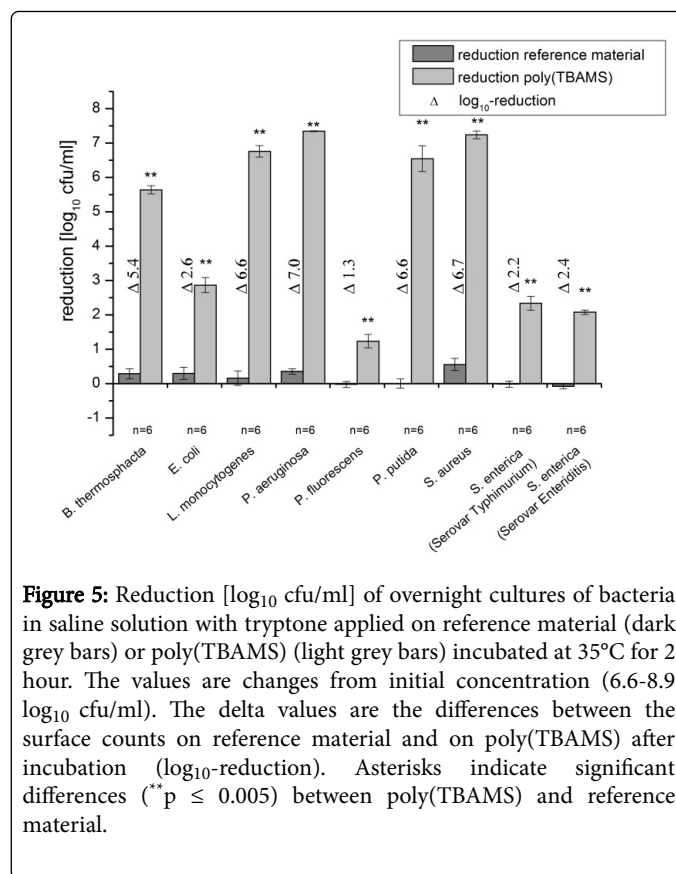 reduction reference material
reduction poly(TBAMS)
Δ log₁₀-reduction
reduction [log₁₀ cfu/ml]
8
7
6
5
4
3
2
1
0
-1
Δ 5.4
Δ 2.6
Δ 6.6
Δ 7.0
Δ 1.3
Δ 6.6
Δ 6.7
Δ 2.2
Δ 2.4
**
**
**
**
**
**
**
**
**
n=6
n=6
n=6
n=6
n=6
n=6
n=6
n=6
n=6
B. thermosphacta
E. coli
L. monocytogenes
P. aeruginosa
P. fluorescens
P. putida
S. aureus
S. enterica
(Serovar Typhimurium)
S. enterica
(Serovar Enteriditis)
Figure 5: Reduction [log₁₀ cfu/ml] of overnight cultures of bacteria
in saline solution with tryptone applied on reference material (dark
grey bars) or poly(TBAMS) (light grey bars) incubated at 35°C for 2
hour. The values are changes from initial concentration (6.6-8.9
log₁₀ cfu/ml). The delta values are the differences between the
surface counts on reference material and on poly(TBAMS) after
incubation (log₁₀-reduction). Asterisks indicate significant
differences (**p ≤ 0.005) between poly(TBAMS) and reference
material.